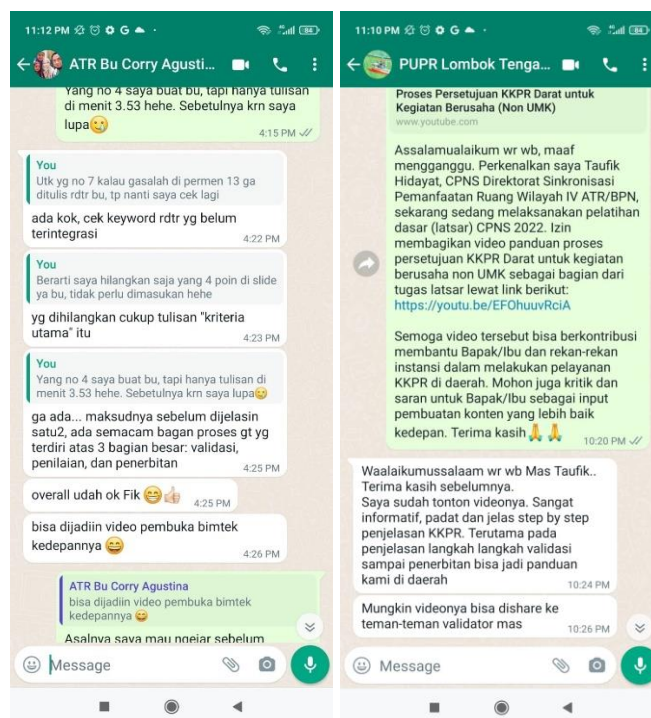 11:12 PM
G
84
ATR Bu Corry Agusti...
Yang no 4 saya buat bu, tapi hanya tulisan
di menit 3.53 hehe. Sebetulnya krn saya
lupa
4:15 PM
You
Utk yg no 7 kalau gasalah di permen 13 ga
ditulis rdtr bu, tp nanti saya cek lagi
ada kok, cek keyword rdtr yg belum
terintegrasi
4:22 PM
You
Berarti saya hilangkan saja yang 4 poin di slide
ya bu, tidak perlu dimasukan hehe
yg dihilangkan cukup tulisan "kriteria
utama" itu
4:23 PM
You
Yang no 4 saya buat bu, tapi hanya tulisan di
menit 3.53 hehe. Sebetulnya krn saya lupa😥
ga ada... maksudnya sebelum dijelasin
satu2, ada semacam bagan proses gt yg
terdiri atas 3 bagian besar: validasi,
penilaian, dan penerbitan
4:25 PM
overall udah ok Fik 😁👍🏻
4:25 PM
bisa dijadiin video pembuka bimtek
kedepannya 😄
4:26 PM
ATR Bu Corry Agustina
bisa dijadiin video pembuka bimtek
kedepannya 😄
Asalnya saya mau ngejar sebelum
Message
11:10 PM
G
84
PUPR Lombok Tenga...
Proses Persetujuan KKPR Darat untuk
Kegiatan Berusaha (Non UMK)
www.youtube.com
Assalamualaikum wr wb, maaf
mengganggu. Perkenalkan saya Taufik
Hidayat, CPNS Direktorat Sinkronisasi
Pemanfaatan Ruang Wilayah IV ATR/BPN,
sekarang sedang melaksanakan pelatihan
dasar (latsar) CPNS 2022. Izin
membagikan video panduan proses
persetujuan KKPR Darat untuk kegiatan
berusaha non UMK sebagai bagian dari
tugas latsar lewat link berikut:
https://youtu.be/EFOhuuvRciA
Semoga video tersebut bisa berkontribusi
membantu Bapak/Ibu dan rekan-rekan
instansi dalam melakukan pelayanan
KKPR di daerah. Mohon juga kritik dan
saran untuk Bapak/Ibu sebagai input
pembuatan konten yang lebih baik
kedepan. Terima kasih 🙏 🙏
10:20 PM
Waalaikumussalaam wr wb Mas Taufik..
Terima kasih sebelumnya.
Saya sudah tonton videonya. Sangat
informatif, padat dan jelas step by step
penjelasan KKPR. Terutama pada
penjelasan langkah langkah validasi
sampai penerbitan bisa jadi panduan
kami di daerah
10:24 PM
Mungkin videonya bisa dishare ke
teman-teman validator mas
10:26 PM
Message